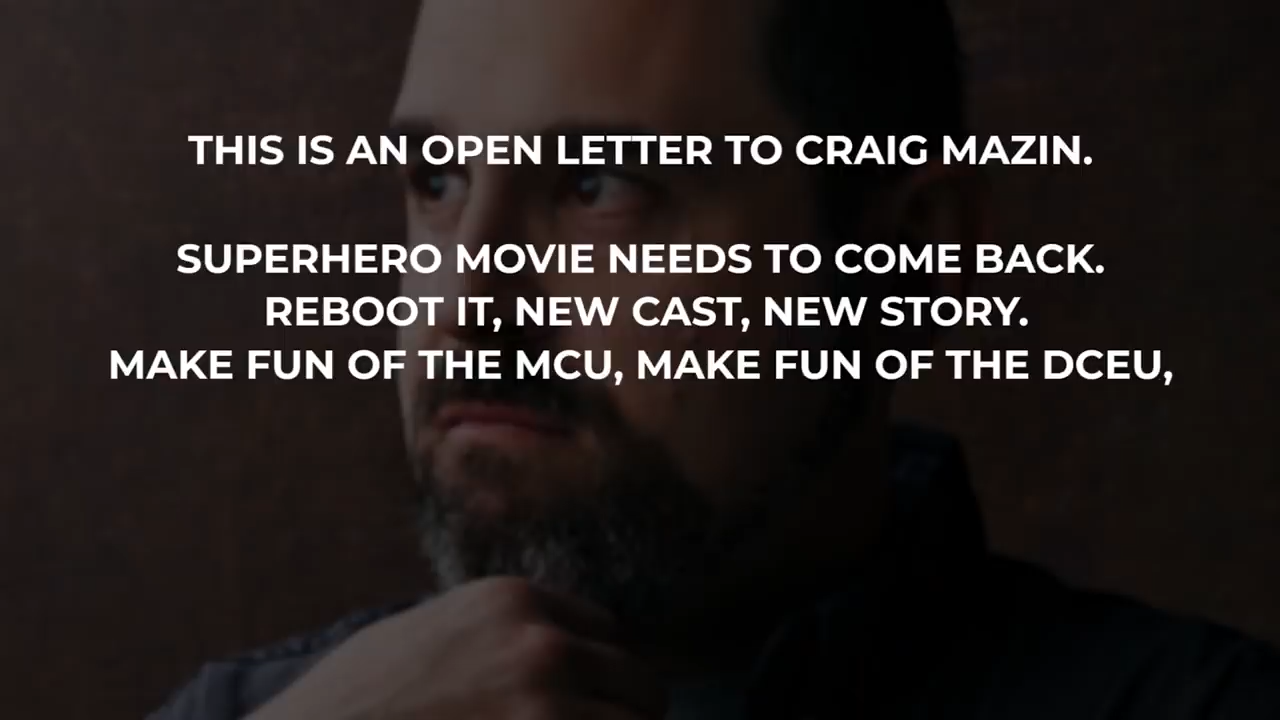 THIS IS AN OPEN LETTER TO CRAIG MAZIN.
SUPERHERO MOVIE NEEDS TO COME BACK.
REBOOT IT, NEW CAST, NEW STORY.
MAKE FUN OF THE MCU, MAKE FUN OF THE DCEU,